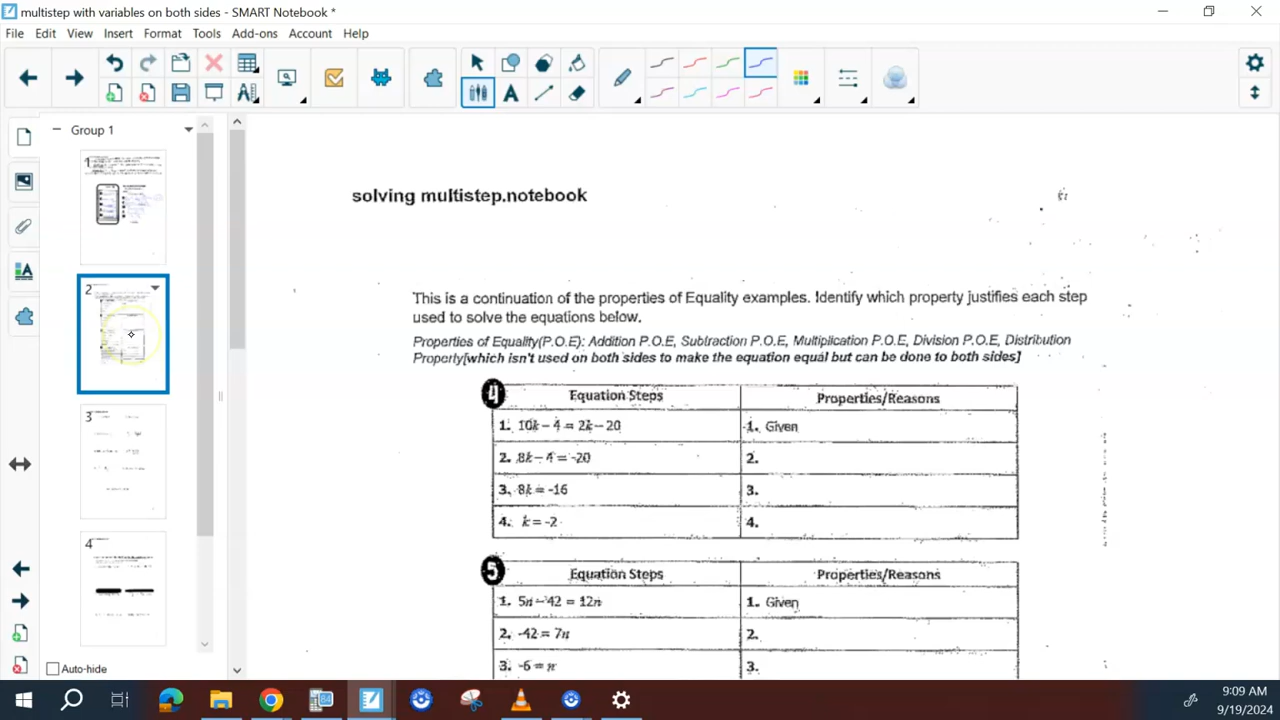 multistep with variables on both sides - SMART Notebook *
File Edit View Insert Format Tools Add-ons Account Help
Group 1
1
2
3
4
Auto-hide
solving multistep.notebook
This is a continuation of the properties of Equality examples. Identify which property justifies each step
used to solve the equations below.
Properties of Equality(P.O.E): Addition P.O.E, Subtraction P.O.E, Multiplication P.O.E, Division P.O.E, Distribution
Property[which isn't used on both sides to make the equation equal but can be done to both sides]
4 Equation Steps Properties/Reasons
1. 10k – 4 = 2k – 20 1. Given
2. 8k – 4 = -20 2.
3. 8k = -16 3.
4. k = -2 4.
5 Equation Steps Properties/Reasons
1. 5n – 42 = 12n 1. Given
2. -42 = 7n 2.
3. -6 = n 3.
9:09 AM
9/19/2024